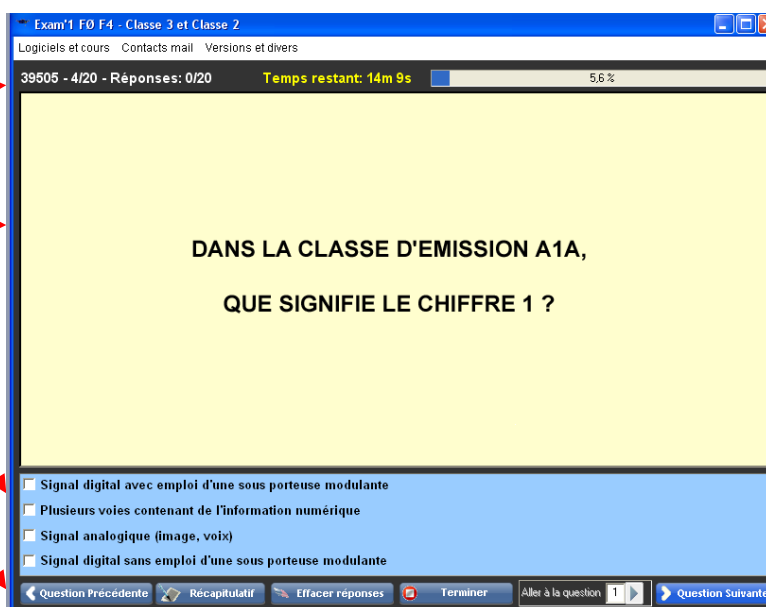 Exam'1 FØ F4 - Classe 3 et Classe 2
Logiciels et cours Contacts mail Versions et divers
39505 - 4/20 - Réponses: 0/20 Temps restant: 14m 9s 5,6 %
DANS LA CLASSE D'EMISSION A1A,
QUE SIGNIFIE LE CHIFFRE 1 ?
Signal digital avec emploi d'une sous porteuse modulante
Plusieurs voies contenant de l'information numérique
Signal analogique (image, voix)
Signal digital sans emploi d'une sous porteuse modulante
Question Précédente Récapitulatif Effacer réponses Terminer Aller à la question 1 Question Suivante